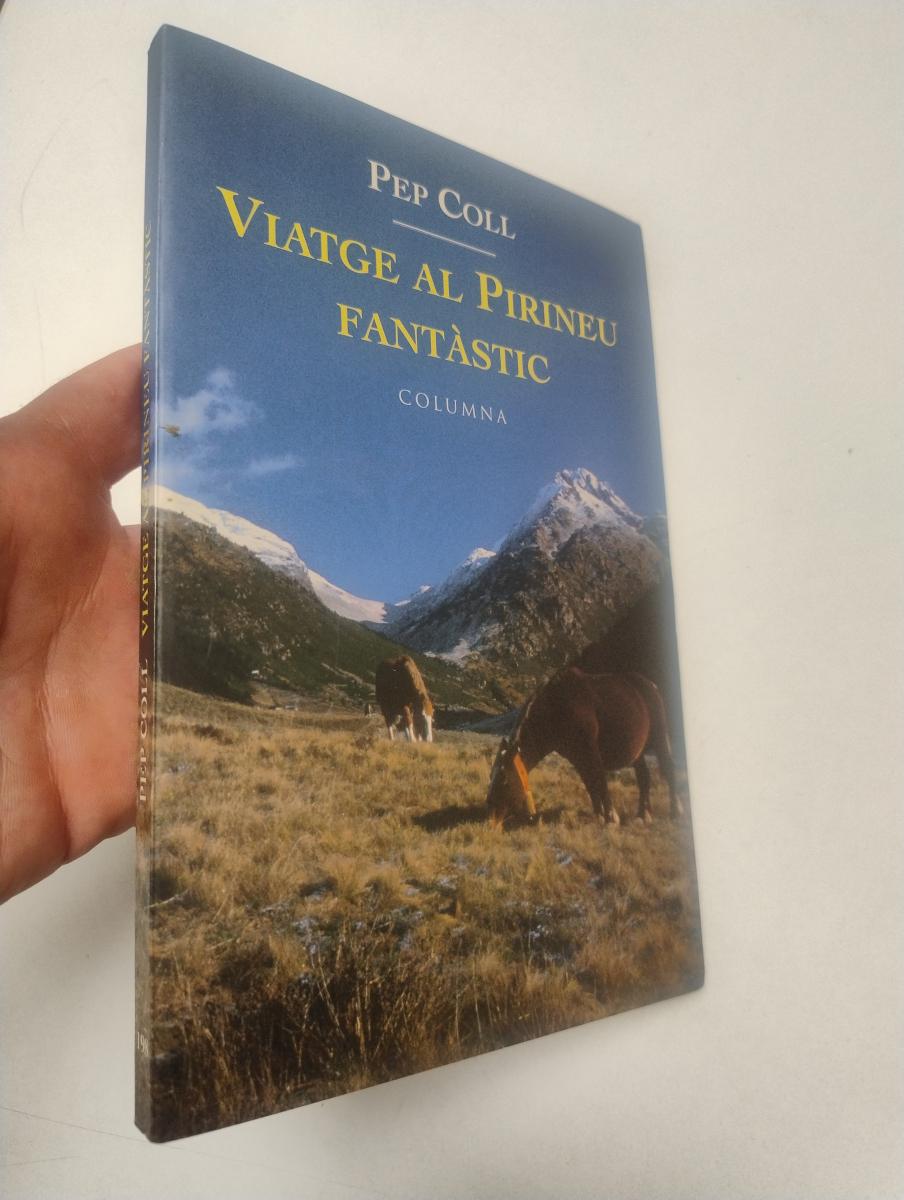 PEP COLL
VIATGE AL PIRINEU
FANTÀSTIC
COLUMNA
PEP COLL VIATGE AL PIRINEU FANTÀSTIC